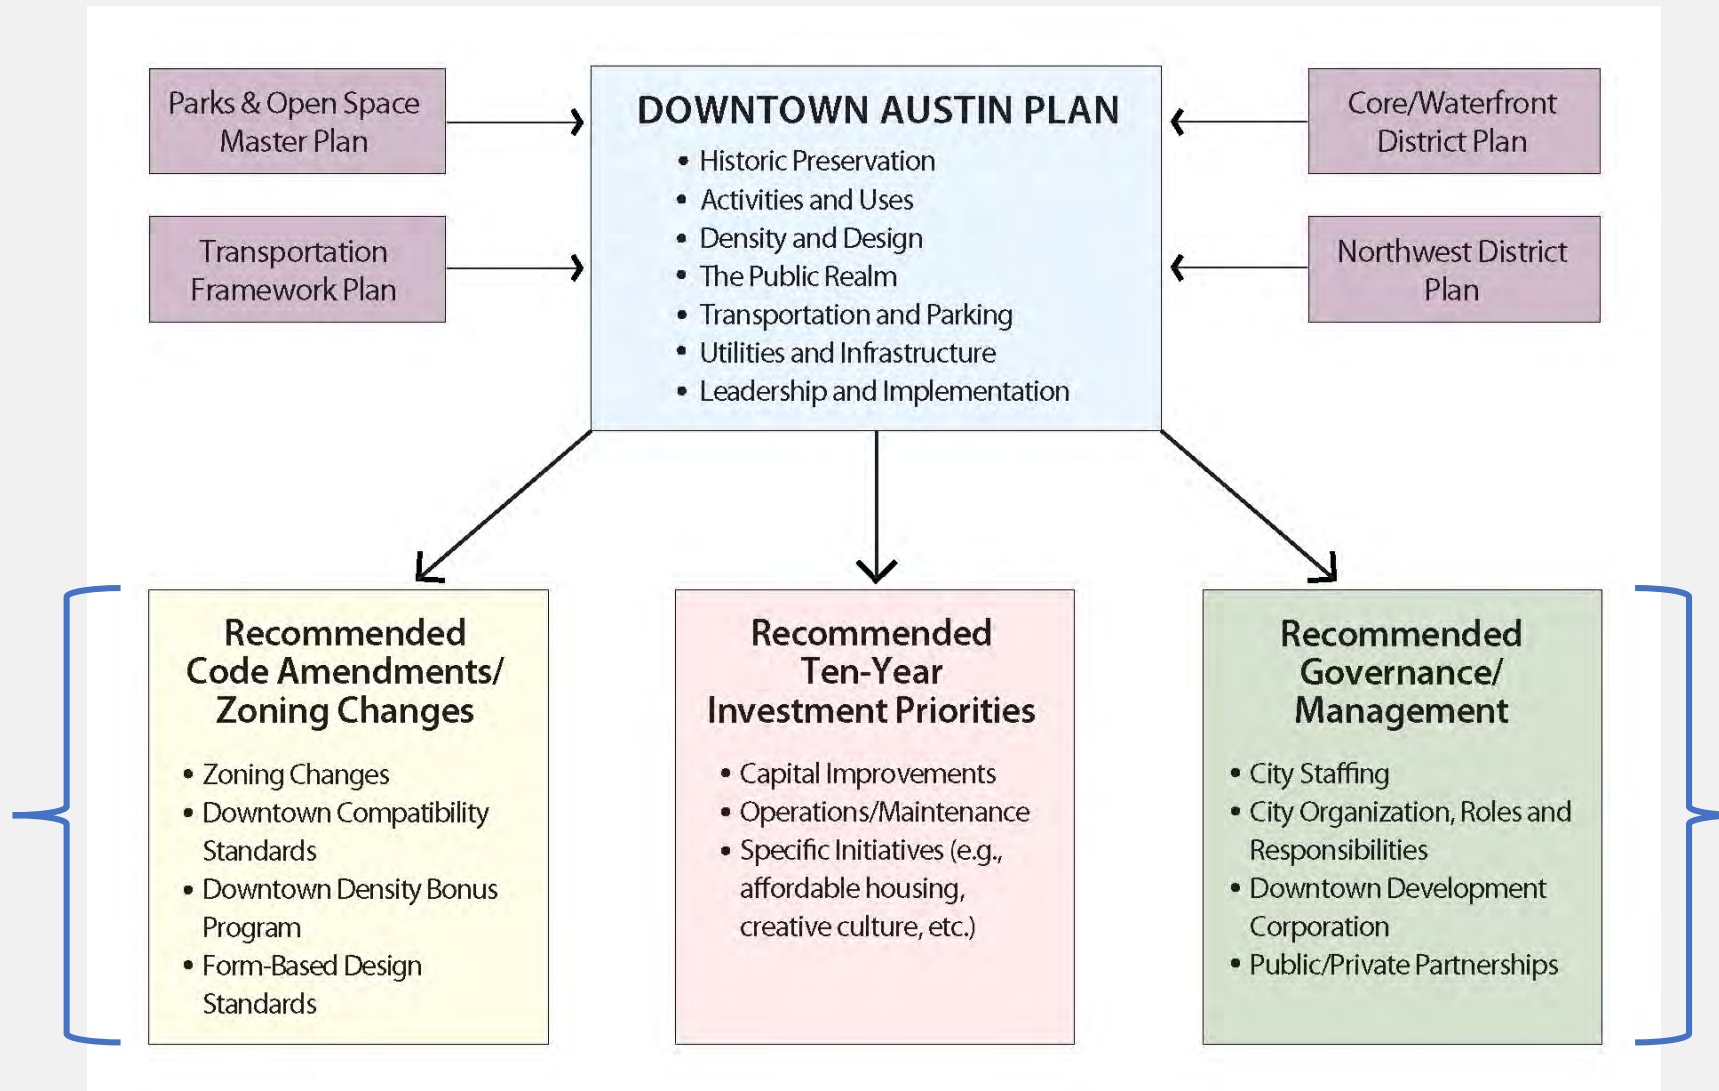 Parks & Open Space
Master Plan
Transportation
Framework Plan
DOWNTOWN AUSTIN PLAN
• Historic Preservation
• Activities and Uses
• Density and Design
• The Public Realm
• Transportation and Parking
• Utilities and Infrastructure
• Leadership and Implementation
Core/Waterfront
District Plan
Northwest District
Plan
Recommended
Code Amendments/
Zoning Changes
• Zoning Changes
• Downtown Compatibility
Standards
• Downtown Density Bonus
Program
• Form-Based Design
Standards
Recommended
Ten-Year
Investment Priorities
• Capital Improvements
• Operations/Maintenance
• Specific Initiatives (e.g.,
affordable housing,
creative culture, etc.)
Recommended
Governance/
Management
• City Staffing
• City Organization, Roles and
Responsibilities
• Downtown Development
Corporation
• Public/Private Partnerships